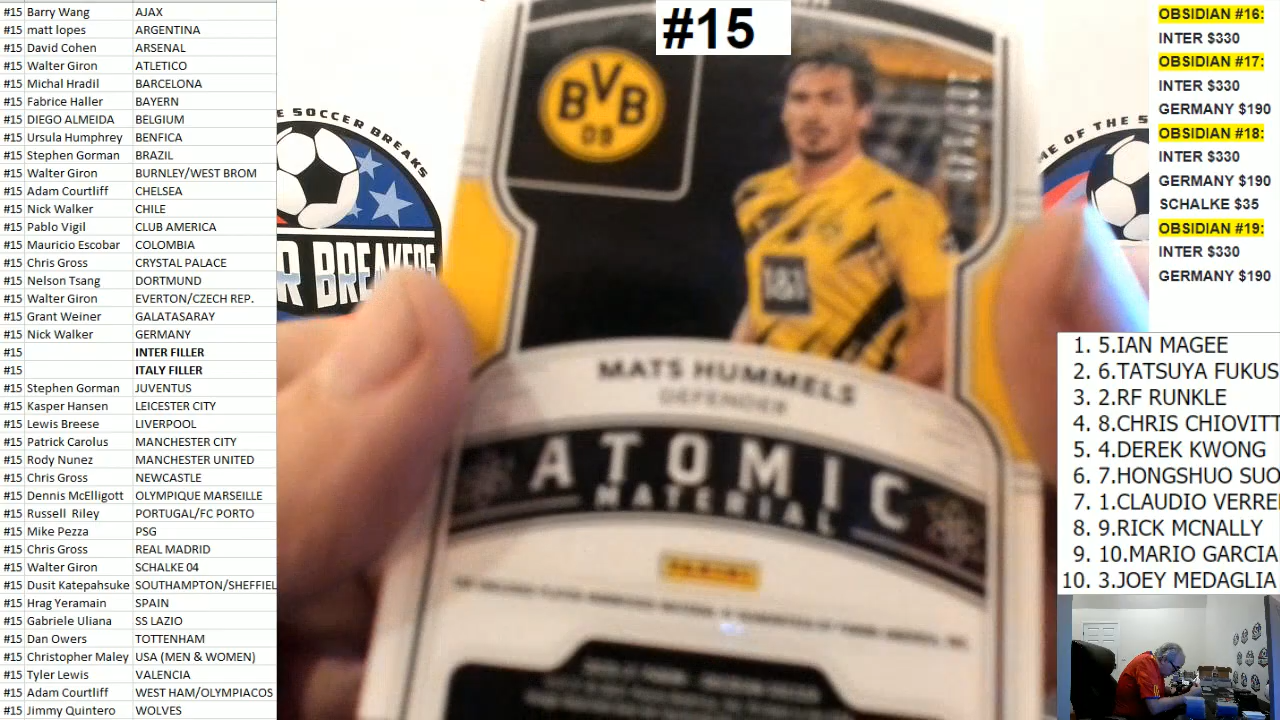 #15 Barry Wang AJAX
#15 matt lopes ARGENTINA
#15 David Cohen ARSENAL
#15 Walter Giron ATLETICO
#15 Michal Hradil BARCELONA
#15 Fabrice Haller BAYERN
#15 DIEGO ALMEIDA BELGIUM
#15 Ursula Humphrey BENFICA
#15 Stephen Gorman BRAZIL
#15 Walter Giron BURNLEY/WEST BROM
#15 Adam Courtliff CHELSEA
#15 Nick Walker CHILE
#15 Pablo Vigil CLUB AMERICA
#15 Mauricio Escobar COLOMBIA
#15 Chris Gross CRYSTAL PALACE
#15 Nelson Tsang DORTMUND
#15 Walter Giron EVERTON/CZECH REP.
#15 Grant Weiner GALATASARAY
#15 Nick Walker GERMANY
#15 INTER FILLER
#15 ITALY FILLER
#15 Stephen Gorman JUVENTUS
#15 Kasper Hansen LEICESTER CITY
#15 Lewis Breese LIVERPOOL
#15 Patrick Carolus MANCHESTER CITY
#15 Rody Nunez MANCHESTER UNITED
#15 Chris Gross NEWCASTLE
#15 Dennis McElligott OLYMPIQUE MARSEILLE
#15 Russell Riley PORTUGAL/FC PORTO
#15 Mike Pezza PSG
#15 Chris Gross REAL MADRID
#15 Walter Giron SCHALKE 04
#15 Dusit Katepahsuke SOUTHAMPTON/SHEFFIEL
#15 Hrag Yeramain SPAIN
#15 Gabriele Uliana SS LAZIO
#15 Dan Owers TOTTENHAM
#15 Christopher Maley USA (MEN & WOMEN)
#15 Tyler Lewis VALENCIA
#15 Adam Courtliff WEST HAM/OLYMPIACOS
#15 Jimmy Quintero WOLVES
#15
E SOCCER BREAKS
R BREAKERS
BVB
09
1&1
MATS HUMMELS
DEFENDER
ATOMIC
MATERIAL
PANINI
ME OF THE S
OBSIDIAN #16:
INTER $330
OBSIDIAN #17:
INTER $330
GERMANY $190
OBSIDIAN #18:
INTER $330
GERMANY $190
SCHALKE $35
OBSIDIAN #19:
INTER $330
GERMANY $190
1. 5.IAN MAGEE
2. 6.TATSUYA FUKUS
3. 2.RF RUNKLE
4. 8.CHRIS CHIOVITT
5. 4.DEREK KWONG
6. 7.HONGSHUO SUO
7. 1.CLAUDIO VERRE
8. 9.RICK MCNALLY
9. 10.MARIO GARCIA
10. 3.JOEY MEDAGLIA